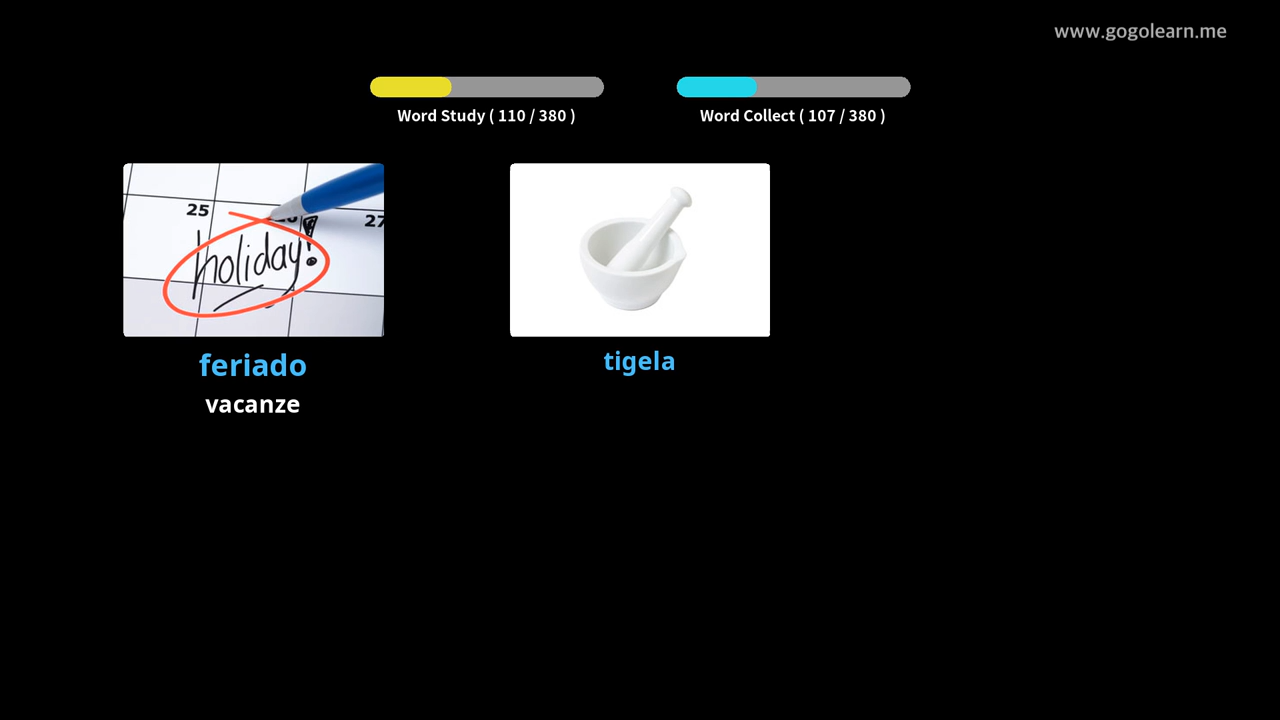 www.gogolearn.me
Word Study ( 110 / 380 )
Word Collect ( 107 / 380 )
25
27
holiday!
feriado
vacanze
tigela